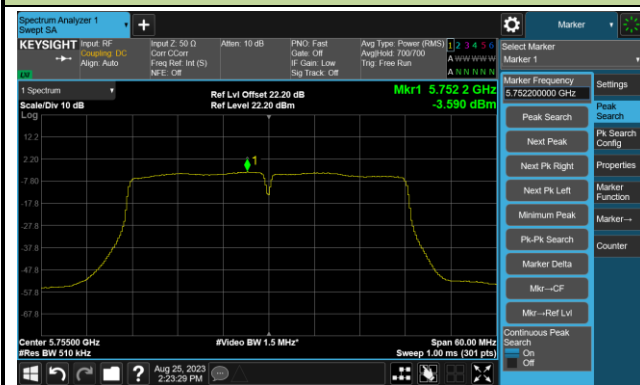 Spectrum Analyzer 1
Swept SA
Marker
KEYSIGHT
Input: RF
Coupling: DC
Align: Auto
Input Z: 50 Ω
Corr CCorr
Freq Ref: Int (S)
NFE: Off
Atten: 10 dB
PNO: Fast
Gate: Off
IF Gain: Low
Sig Track: Off
Avg Type: Power (RMS)
Avg|Hold: 700/700
Trig: Free Run
1 2 3 4 5 6
A W W W W W
A N N N N N
LXI
Select Marker
Marker 1
1 Spectrum
Scale/Div 10 dB
Log
Ref Lvl Offset 22.20 dB
Ref Level 22.20 dBm
Mkr1 5.752 2 GHz
-3.590 dBm
12.2
2.20
-7.80
-17.8
-27.8
-37.8
-47.8
-57.8
-67.8
1
Center 5.75500 GHz
#Res BW 510 kHz
#Video BW 1.5 MHz*
Span 60.00 MHz
Sweep 1.00 ms (301 pts)
Marker Frequency
5.752200000 GHz
Peak Search
Next Peak
Next Pk Right
Next Pk Left
Minimum Peak
Pk-Pk Search
Marker Delta
Mkr→CF
Mkr→Ref Lvl
Continuous Peak
Search
On
Off
Settings
Peak
Search
Pk Search
Config
Properties
Marker
Function
Marker→
Counter
Aug 25, 2023
2:23:29 PM